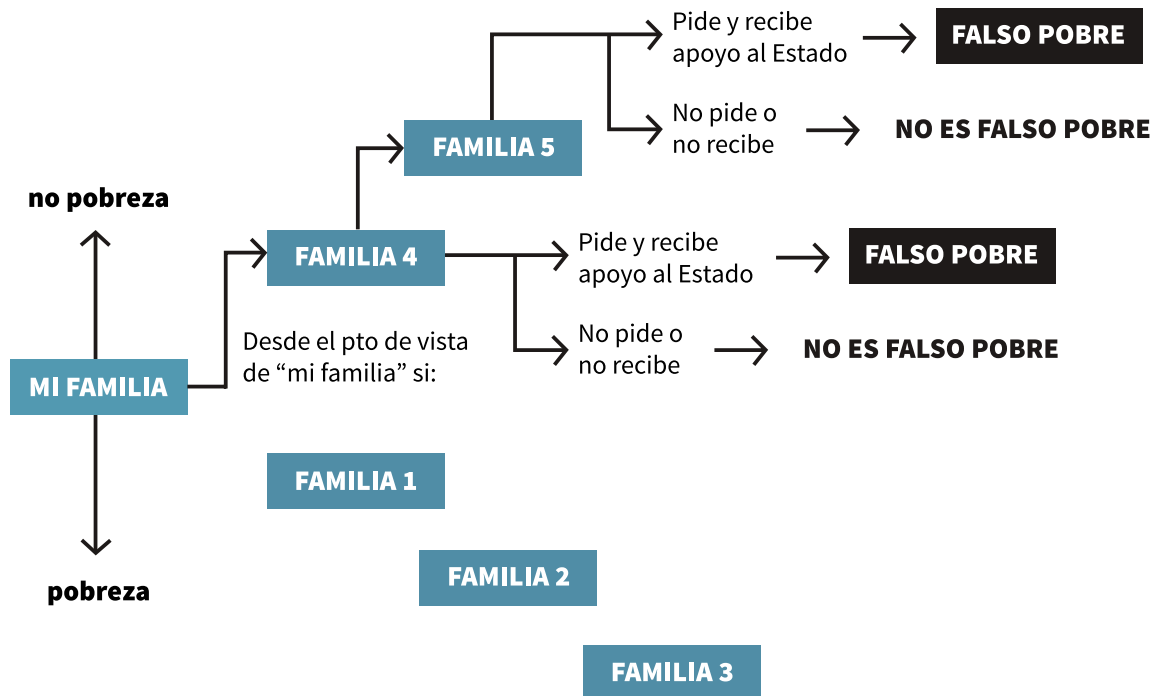 Pide y recibe
apoyo al Estado
FALSO POBRE
No pide o
no recibe
NO ES FALSO POBRE
FAMILIA 5
no pobreza
FAMILIA 4
Pide y recibe
apoyo al Estado
FALSO POBRE
Desde el pto de vista
de “mi familia” si:
No pide o
no recibe
NO ES FALSO POBRE
MI FAMILIA
FAMILIA 1
pobreza
FAMILIA 2
FAMILIA 3